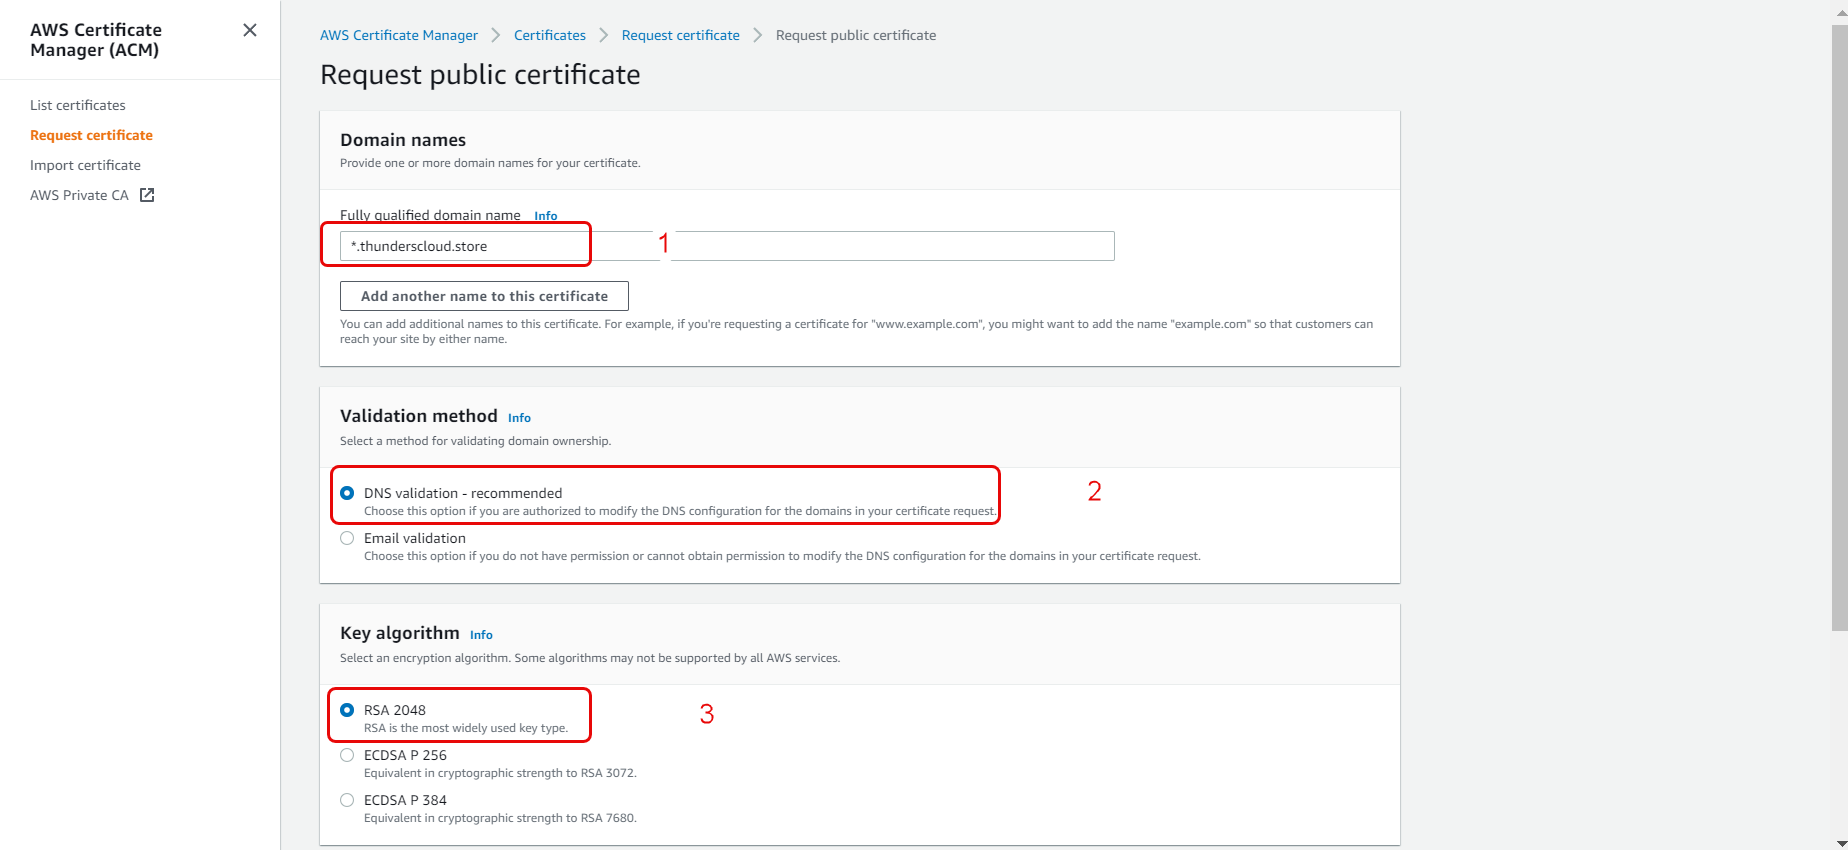 AWS Certificate
Manager (ACM)
List certificates
Request certificate
Import certificate
AWS Private CA
AWS Certificate Manager > Certificates > Request certificate > Request public certificate
Request public certificate
Domain names
Provide one or more domain names for your certificate.
Fully qualified domain name Info
*.thunderscloud.store
1
Add another name to this certificate
You can add additional names to this certificate. For example, if you're requesting a certificate for "www.example.com", you might want to add the name "example.com" so that customers can
reach your site by either name.
Validation method Info
Select a method for validating domain ownership.
DNS validation - recommended
2
Choose this option if you are authorized to modify the DNS configuration for the domains in your certificate request.
Email validation
Choose this option if you do not have permission or cannot obtain permission to modify the DNS configuration for the domains in your certificate request.
Key algorithm Info
Select an encryption algorithm. Some algorithms may not be supported by all AWS services.
RSA 2048
3
RSA is the most widely used key type.
ECDSA P 256
Equivalent in cryptographic strength to RSA 3072.
ECDSA P 384
Equivalent in cryptographic strength to RSA 7680.